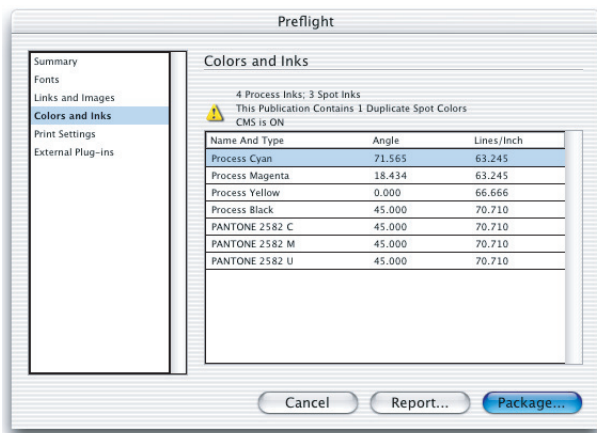 Preflight
Summary
Fonts
Links and Images
Colors and Inks
Print Settings
External Plug-ins
Colors and Inks
4 Process Inks; 3 Spot Inks
This Publication Contains 1 Duplicate Spot Colors
CMS is ON
Name And Type Angle Lines/Inch
Process Cyan 71.565 63.245
Process Magenta 18.434 63.245
Process Yellow 0.000 66.666
Process Black 45.000 70.710
PANTONE 2582 C 45.000 70.710
PANTONE 2582 M 45.000 70.710
PANTONE 2582 U 45.000 70.710
Cancel Report... Package...